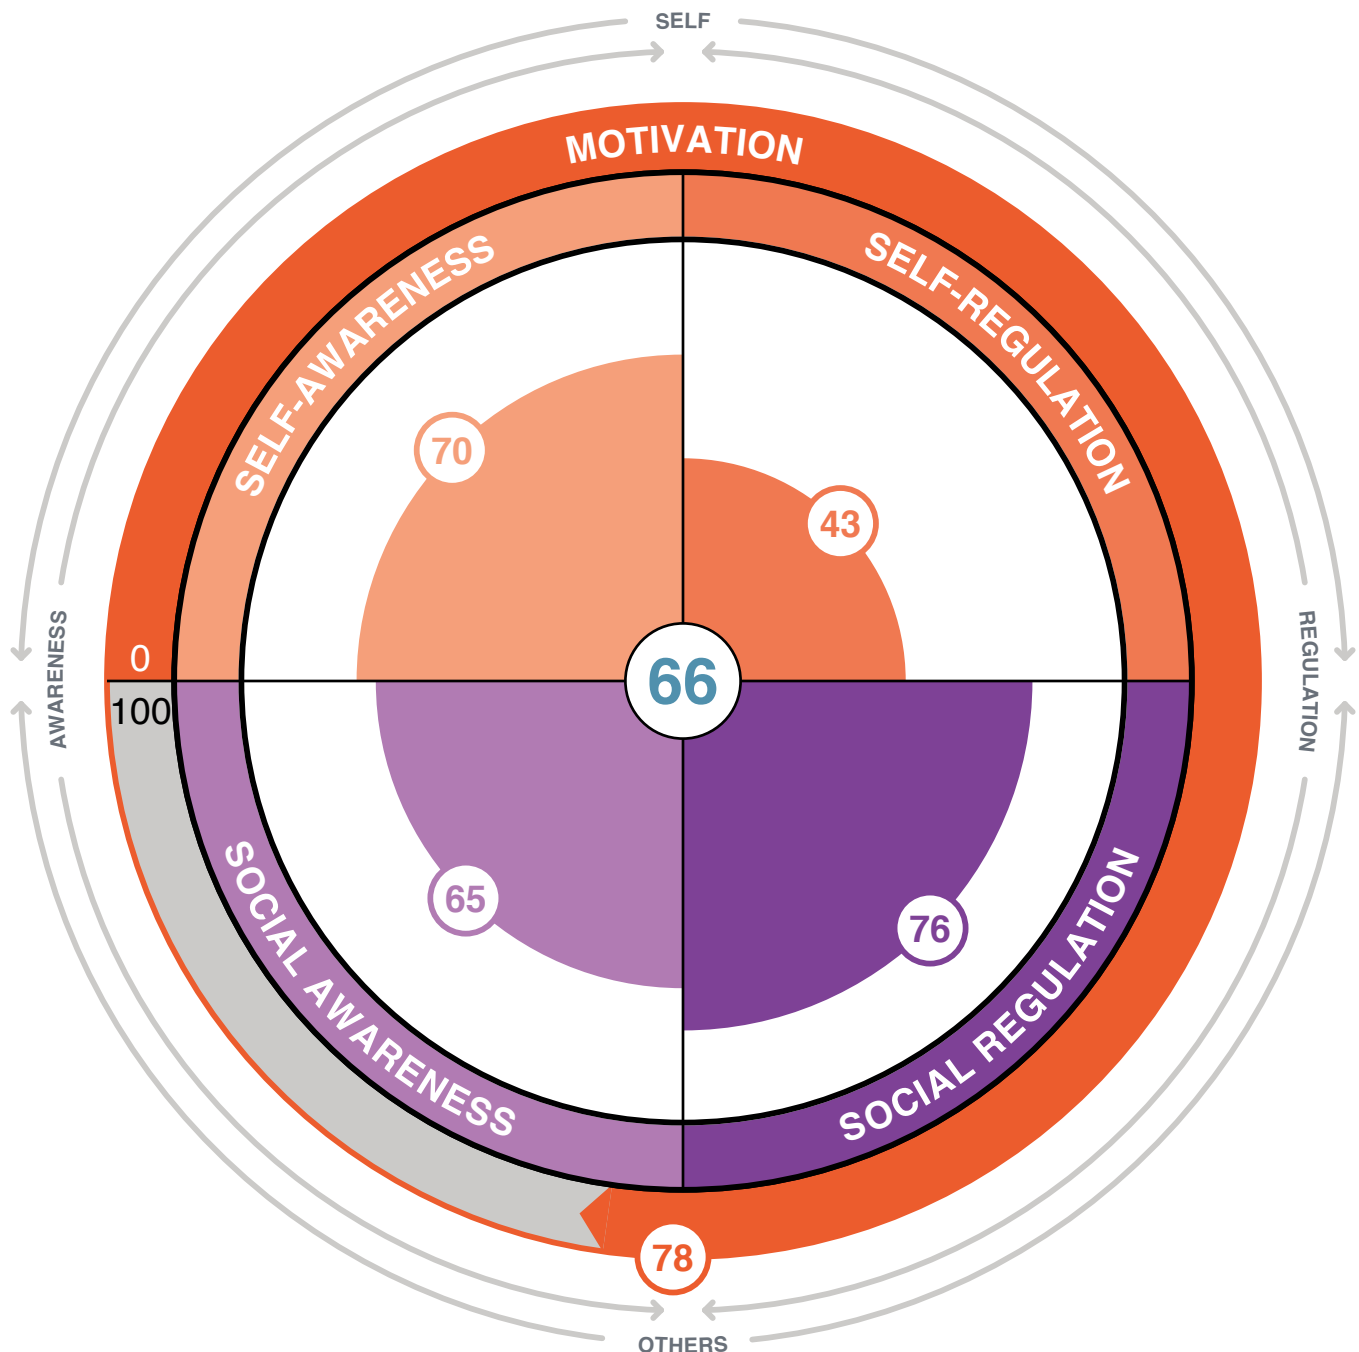 SELF
MOTIVATION
SELF-AWARENESS
SELF-REGULATION
70
43
AWARENESS
REGULATION
0
100
66
65
76
SOCIAL AWARENESS
SOCIAL REGULATION
78
OTHERS